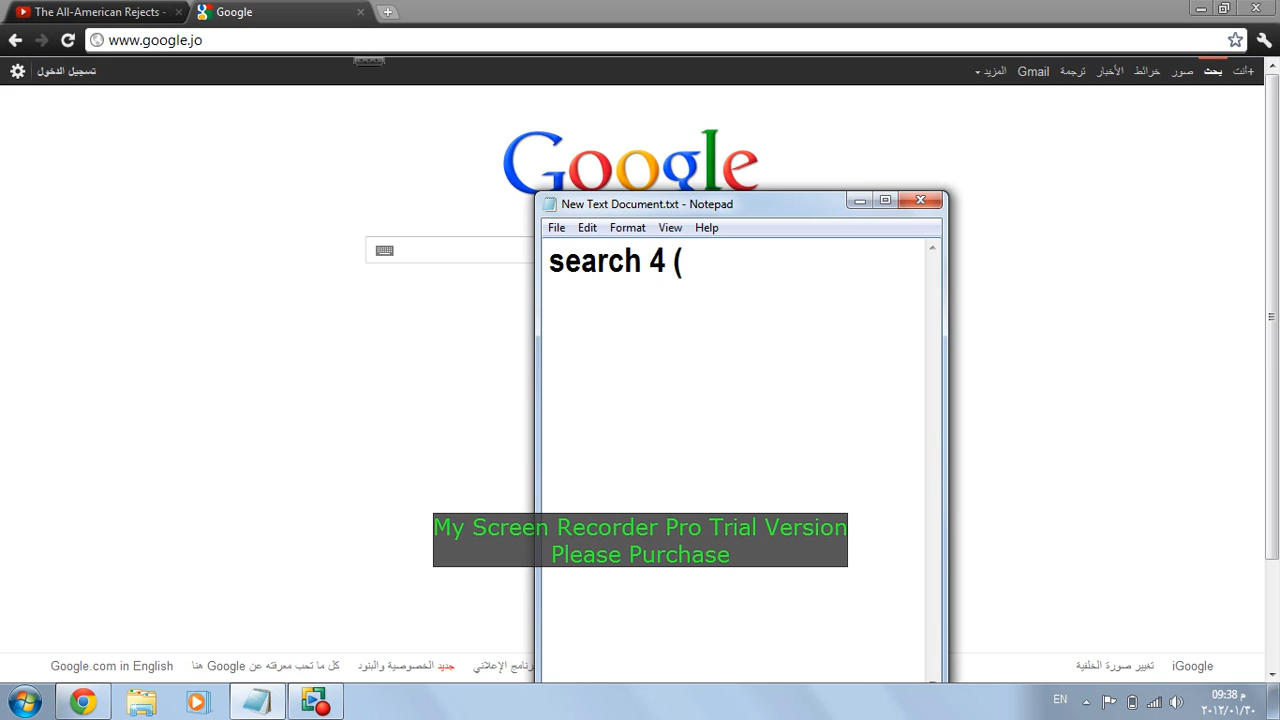 The All-American Rejects -
Google
www.google.jo
+أنت بحث صور خرائط الأخبار ترجمة Gmail المزيد
تسجيل الدخول
Google
New Text Document.txt - Notepad
File Edit Format View Help
search 4 (
My Screen Recorder Pro Trial Version
Please Purchase
iGoogle تغيير صورة الخلفية
الخصوصية والبنود جديد كل ما تحب معرفته عن Google هنا Google.com in English
EN
09:38 م
٢٠١٢/٠١/٣٠